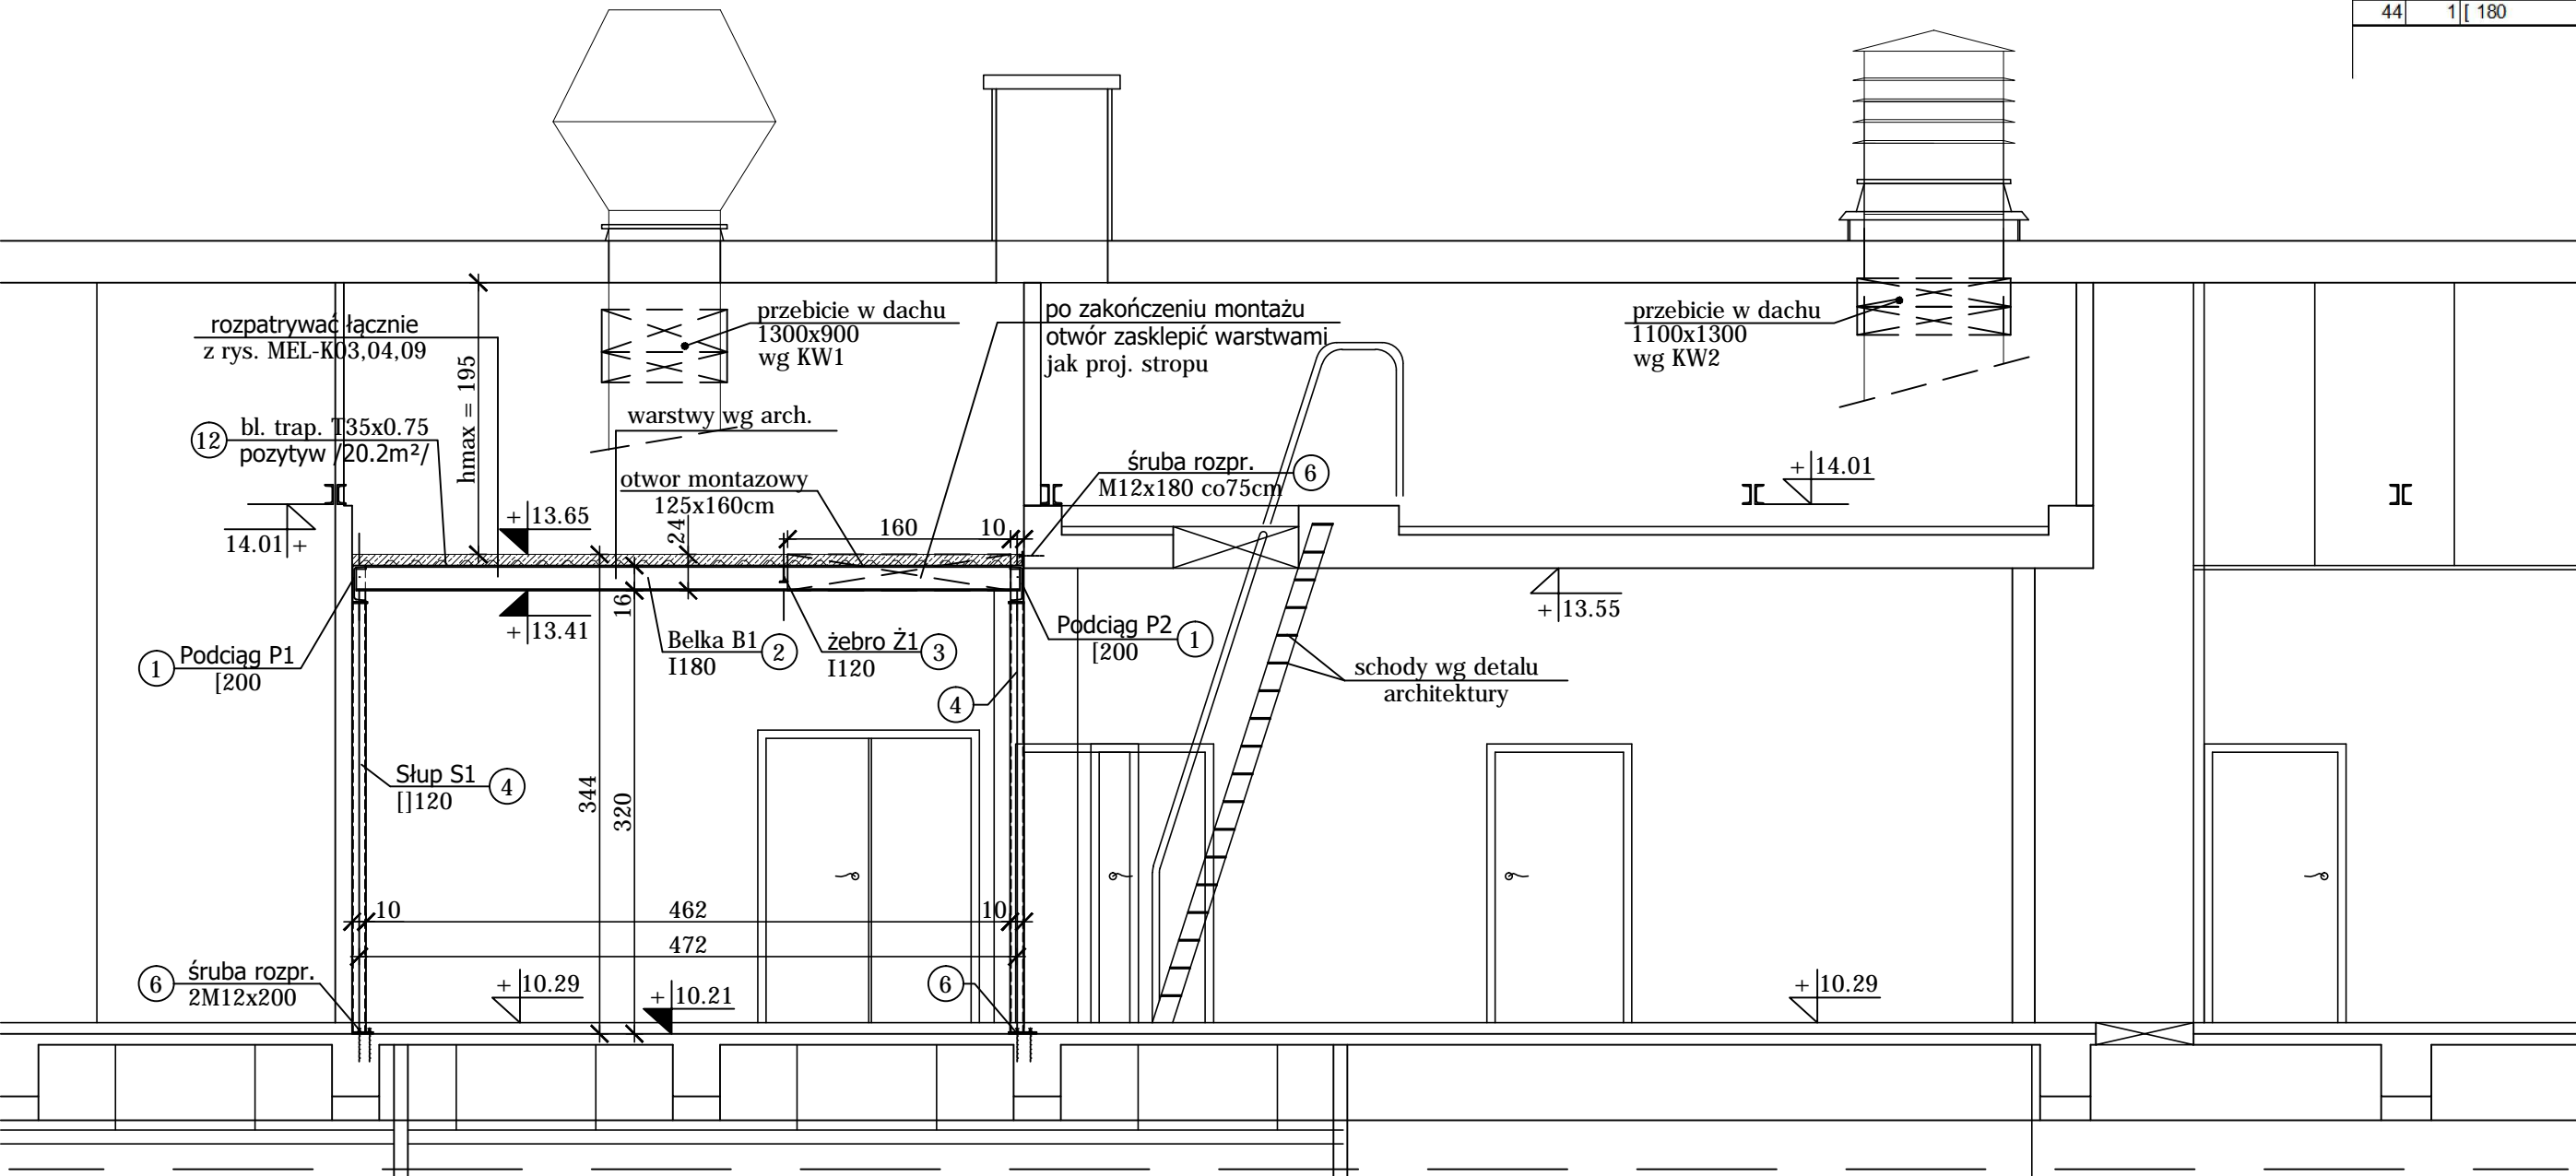 44 1 [ 180
rozpatrywać łącznie
z rys. MEL-K03,04,09
przebicie w dachu
1300x900
wg KW1
po zakończeniu montażu
otwór zasklepić warstwami
jak proj. stropu
przebicie w dachu
1100x1300
wg KW2
hmax = 195
12
bl. trap. T35x0.75
pozytyw /20.2m²/
warstwy wg arch.
otwor montazowy
125x160cm
śruba rozpr.
M12x180 co75cm
6
+ 14.01
14.01 +
+ 13.65
24
160
10
+ 13.41
16
+ 13.55
1
Podciąg P1
[200
Belka B1
I180
2
żebro Ż1
I120
3
Podciąg P2
[200
1
schody wg detalu
architektury
4
Słup S1
[]120
4
344
320
10
462
10
472
6
śruba rozpr.
2M12x200
+ 10.29
+ 10.21
6
+ 10.29